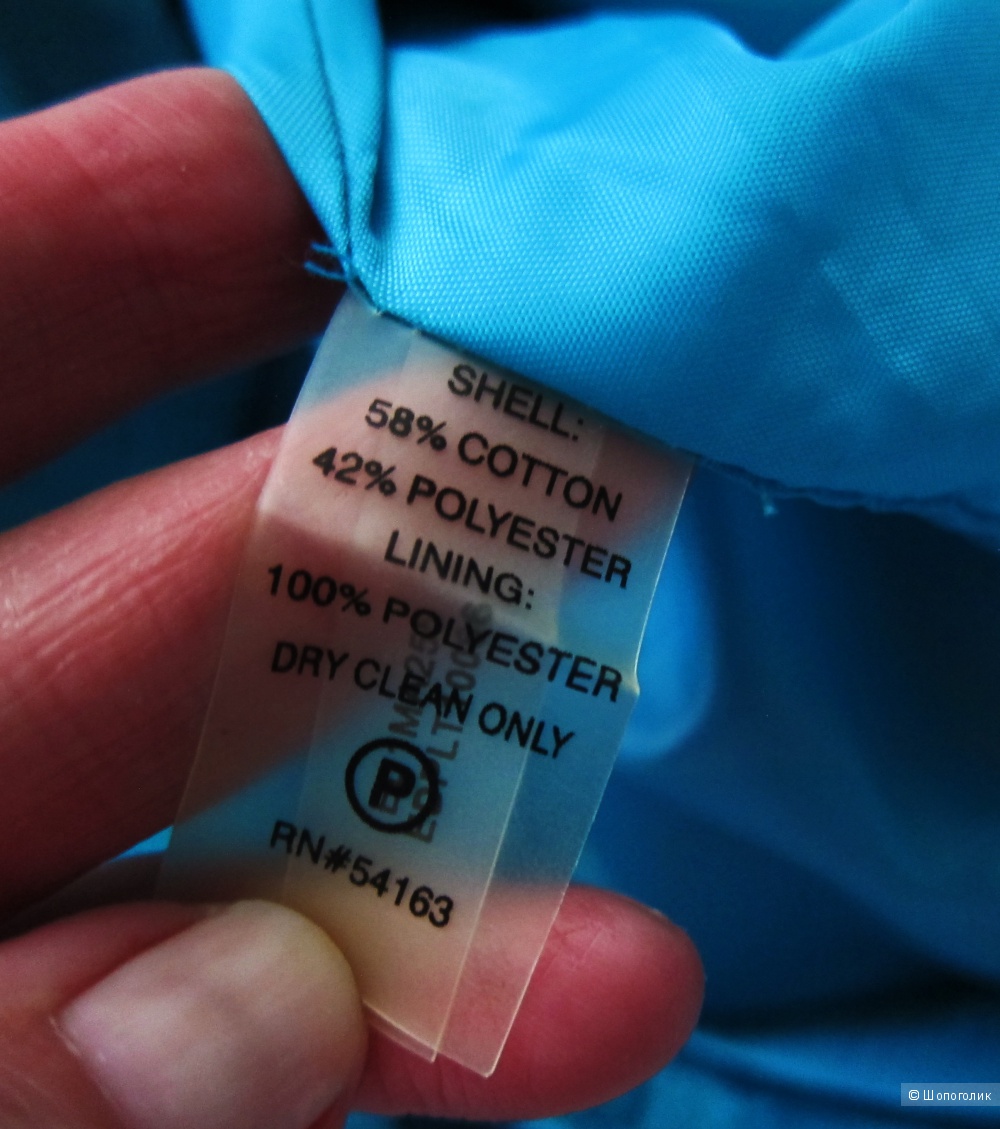 SHELL:
58% COTTON
42% POLYESTER
LINING:
100% POLYESTER
DRY CLEAN ONLY
P
RN#54163
© Шопоголик